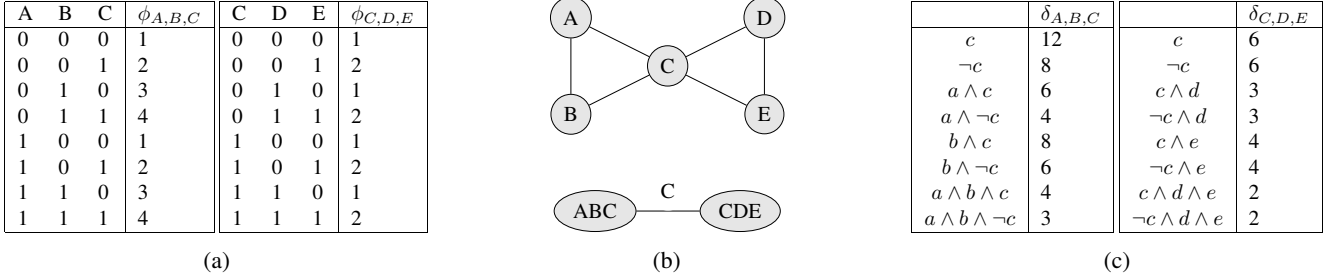 A B C ϕ_{A,B,C} C D E ϕ_{C,D,E}
0 0 0 1 0 0 0 1
0 0 1 2 0 0 1 2
0 1 0 3 0 1 0 1
0 1 1 4 0 1 1 2
1 0 0 1 1 0 0 1
1 0 1 2 1 0 1 2
1 1 0 3 1 1 0 1
1 1 1 4 1 1 1 2
(a)
A D
C
B E
C
ABC CDE
(b)
δ_{A,B,C} δ_{C,D,E}
c 12 c 6
¬c 8 ¬c 6
a ∧ c 6 c ∧ d 3
a ∧ ¬c 4 ¬c ∧ d 3
b ∧ c 8 c ∧ e 4
b ∧ ¬c 6 ¬c ∧ e 4
a ∧ b ∧ c 4 c ∧ d ∧ e 2
a ∧ b ∧ ¬c 3 ¬c ∧ d ∧ e 2
(c)